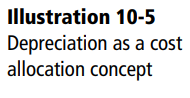 Illustration 10-5
Depreciation as a cost
allocation concept